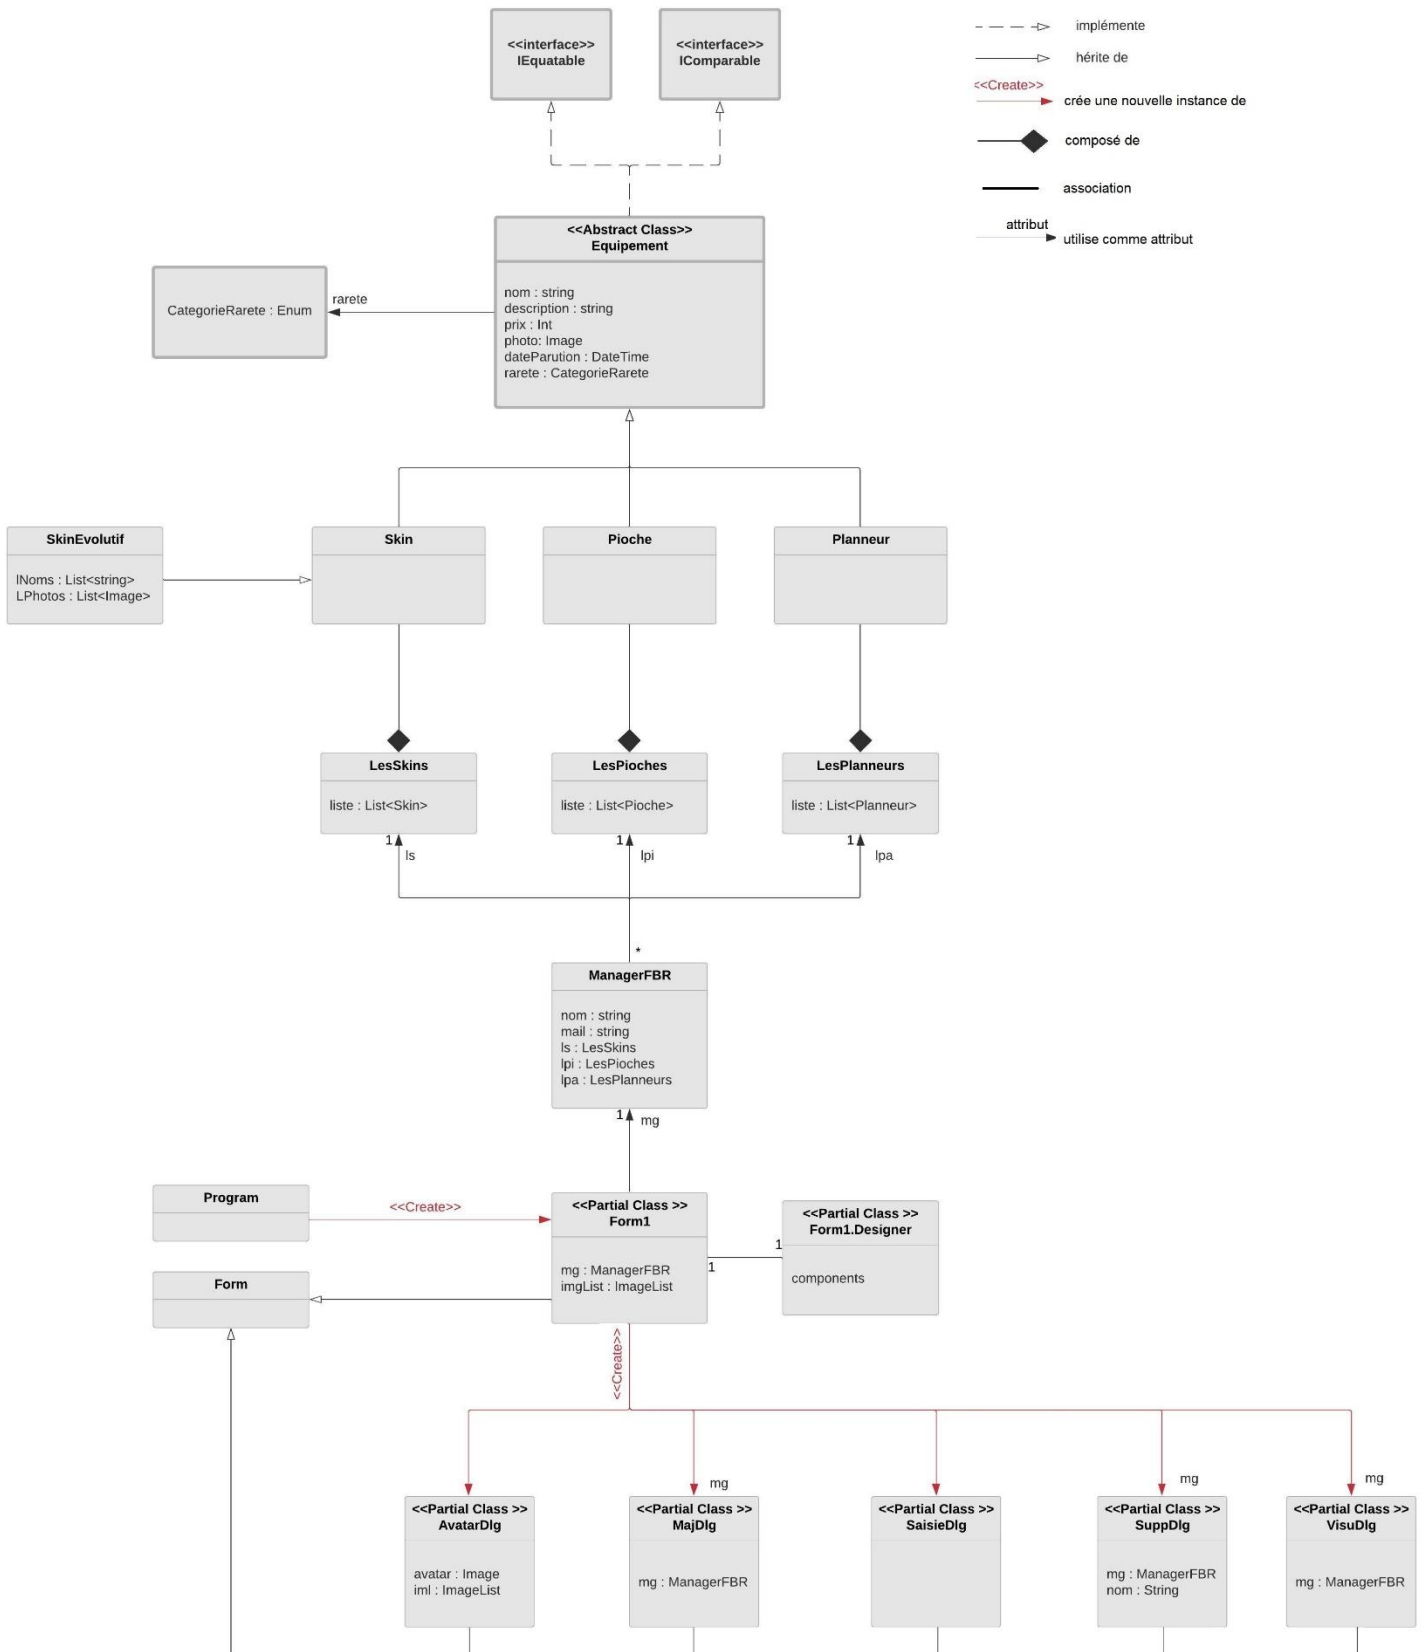 <<interface>>
IEquatable
<<interface>>
IComparable
implémente
hérite de
<<Create>>
crée une nouvelle instance de
composé de
association
attribut
utilise comme attribut
<<Abstract Class>>
Equipement
nom : string
description : string
prix : Int
photo: Image
dateParution : DateTime
rarete : CategorieRarete
rarete
CategorieRarete : Enum
SkinEvolutif
lNoms : List<string>
LPhotos : List<Image>
Skin
Pioche
Planneur
LesSkins
liste : List<Skin>
LesPioches
liste : List<Pioche>
LesPlanneurs
liste : List<Planneur>
1
ls
1
lpi
1
lpa
*
ManagerFBR
nom : string
mail : string
ls : LesSkins
lpi : LesPioches
lpa : LesPlanneurs
1
mg
Program
<<Create>>
<<Partial Class >>
Form1
mg : ManagerFBR
imgList : ImageList
1
1
<<Partial Class >>
Form1.Designer
components
Form
<<Create>>
mg
mg
mg
<<Partial Class >>
AvatarDlg
avatar : Image
iml : ImageList
<<Partial Class >>
MajDlg
mg : ManagerFBR
<<Partial Class >>
SaisieDlg
<<Partial Class >>
SuppDlg
mg : ManagerFBR
nom : String
<<Partial Class >>
VisuDlg
mg : ManagerFBR